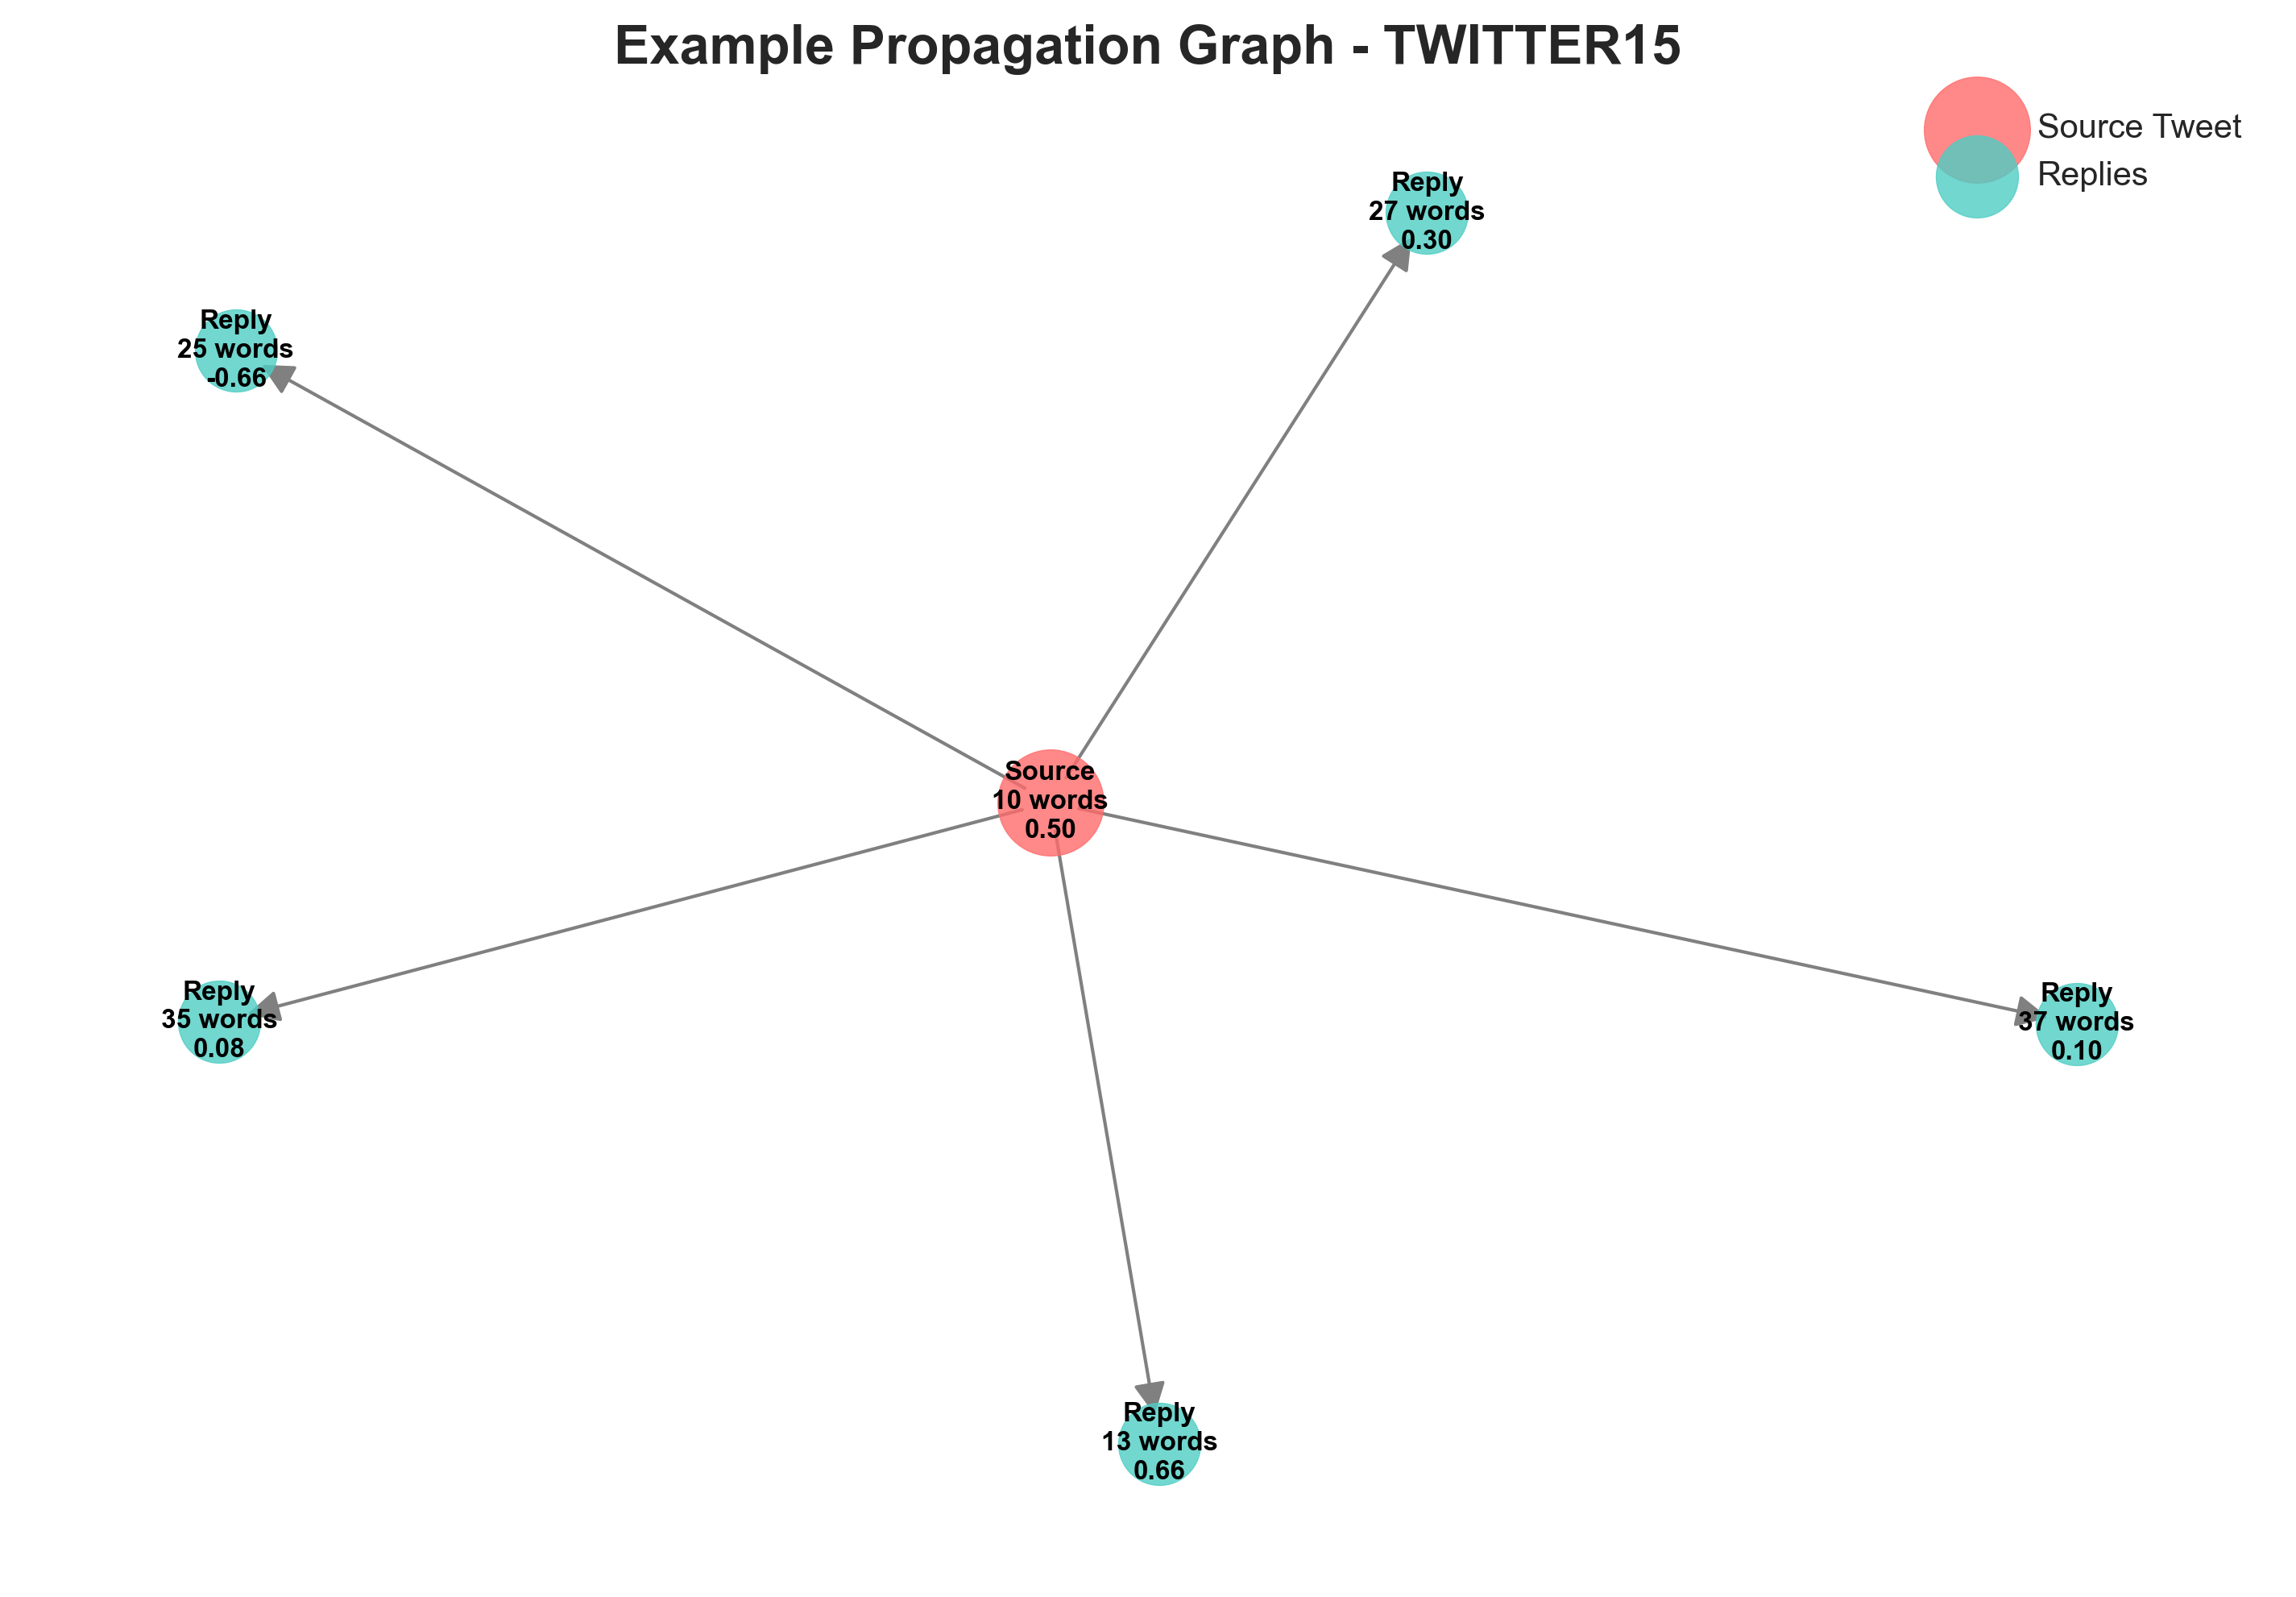 Example Propagation Graph - TWITTER15
Source Tweet
Replies
Reply
27 words
0.30
Reply
25 words
-0.66
Source
10 words
0.50
Reply
35 words
0.08
Reply
37 words
0.10
Reply
13 words
0.66